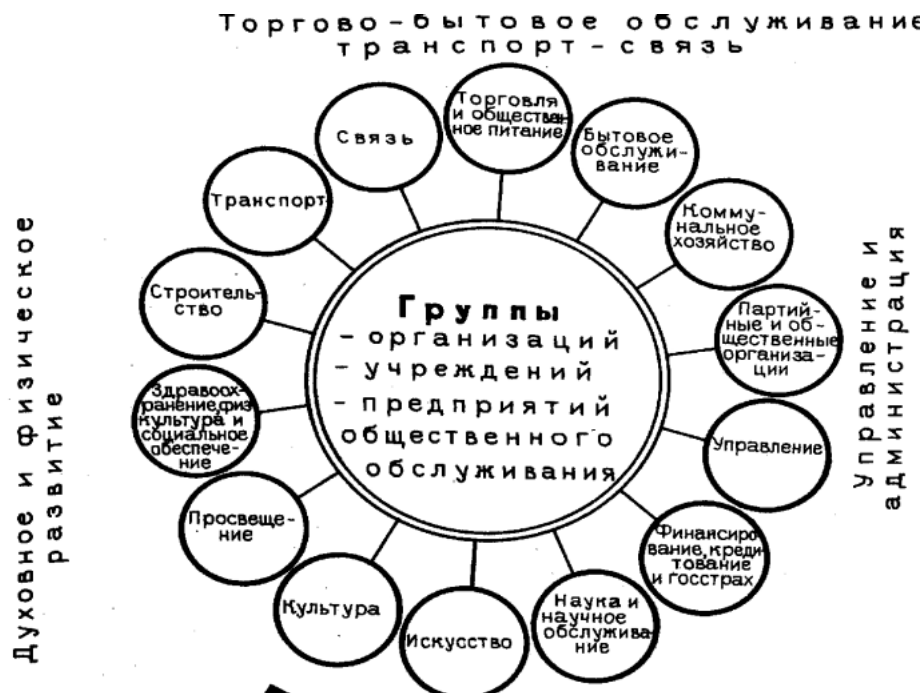 Торгово-бытовое обслуживание
транспорт-связь
Духовное и физическое
развитие
Управление и
администрация
Группы
- организаций
- учреждений
- предприятий
общественного
обслуживания
Торговля
и обществен-
ное питание
Бытовое
обслужи-
вание
Комму-
нальное
хозяйство
Партий-
ные и об-
щественные
организа-
ции
Управление
Финансиро-
вание, креди-
тование
и госстрах
Наука и
научное
обслужива-
ние
Искусство
Культура
Просвеще-
ние
Здравоох-
ранение, физ
культура и
социальное
обеспече-
ние
Строитель-
ство
Транспорт
Связь